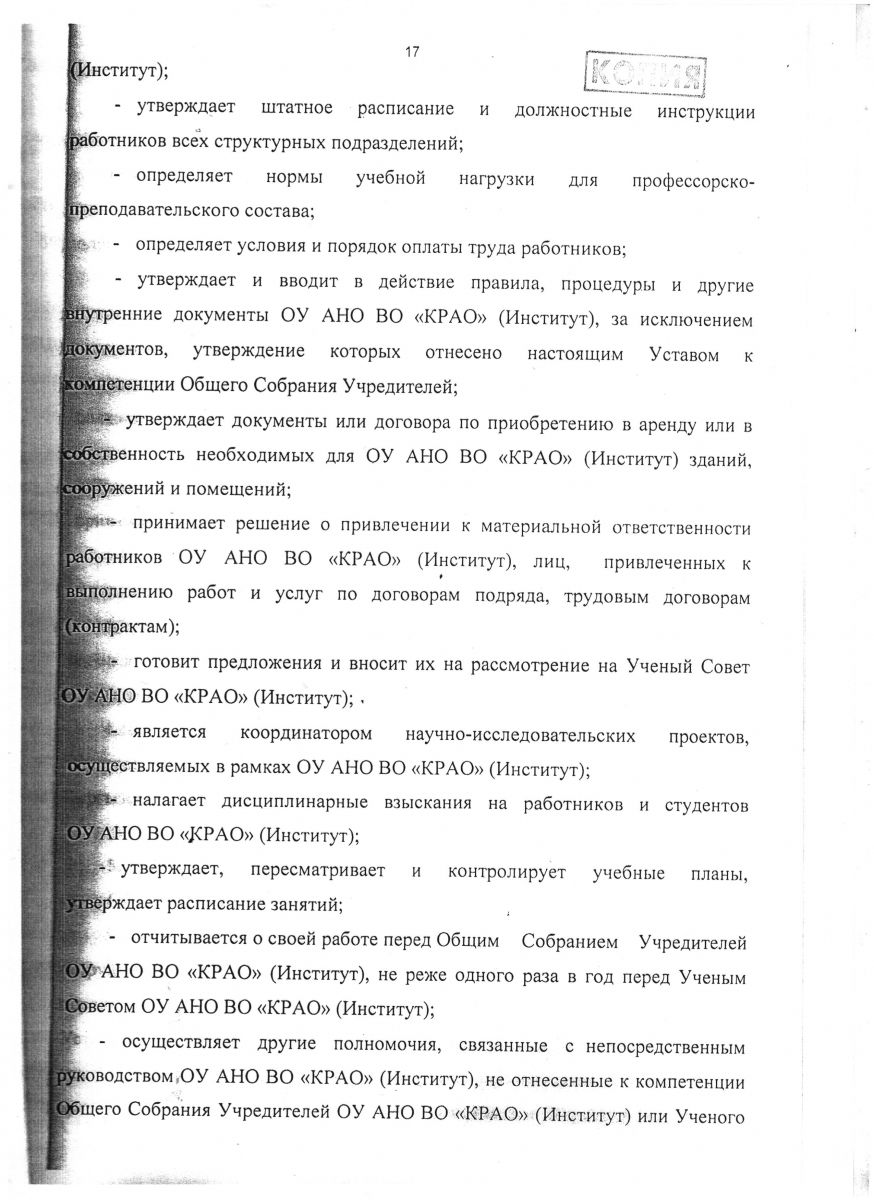 17
КОПИЯ
(Институт);
- утверждает штатное расписание и должностные инструкции
работников всех структурных подразделений;
- определяет нормы учебной нагрузки для профессорско-
преподавательского состава;
- определяет условия и порядок оплаты труда работников;
- утверждает и вводит в действие правила, процедуры и другие
внутренние документы ОУ АНО ВО «КРАО» (Институт), за исключением
документов, утверждение которых отнесено настоящим Уставом к
компетенции Общего Собрания Учредителей;
- утверждает документы или договора по приобретению в аренду или в
собственность необходимых для ОУ АНО ВО «КРАО» (Институт) зданий,
сооружений и помещений;
- принимает решение о привлечении к материальной ответственности
работников ОУ АНО ВО «КРАО» (Институт), лиц, привлеченных к
выполнению работ и услуг по договорам подряда, трудовым договорам
(контрактам);
- готовит предложения и вносит их на рассмотрение на Ученый Совет
ОУ АНО ВО «КРАО» (Институт);
- является координатором научно-исследовательских проектов,
осуществляемых в рамках ОУ АНО ВО «КРАО» (Институт);
- налагает дисциплинарные взыскания на работников и студентов
ОУ АНО ВО «КРАО» (Институт);
- утверждает, пересматривает и контролирует учебные планы,
утверждает расписание занятий;
- отчитывается о своей работе перед Общим Собранием Учредителей
ОУ АНО ВО «КРАО» (Институт), не реже одного раза в год перед Ученым
Советом ОУ АНО ВО «КРАО» (Институт);
- осуществляет другие полномочия, связанные с непосредственным
руководством ОУ АНО ВО «КРАО» (Институт), не отнесенные к компетенции
Общего Собрания Учредителей ОУ АНО ВО «КРАО» (Институт) или Ученого